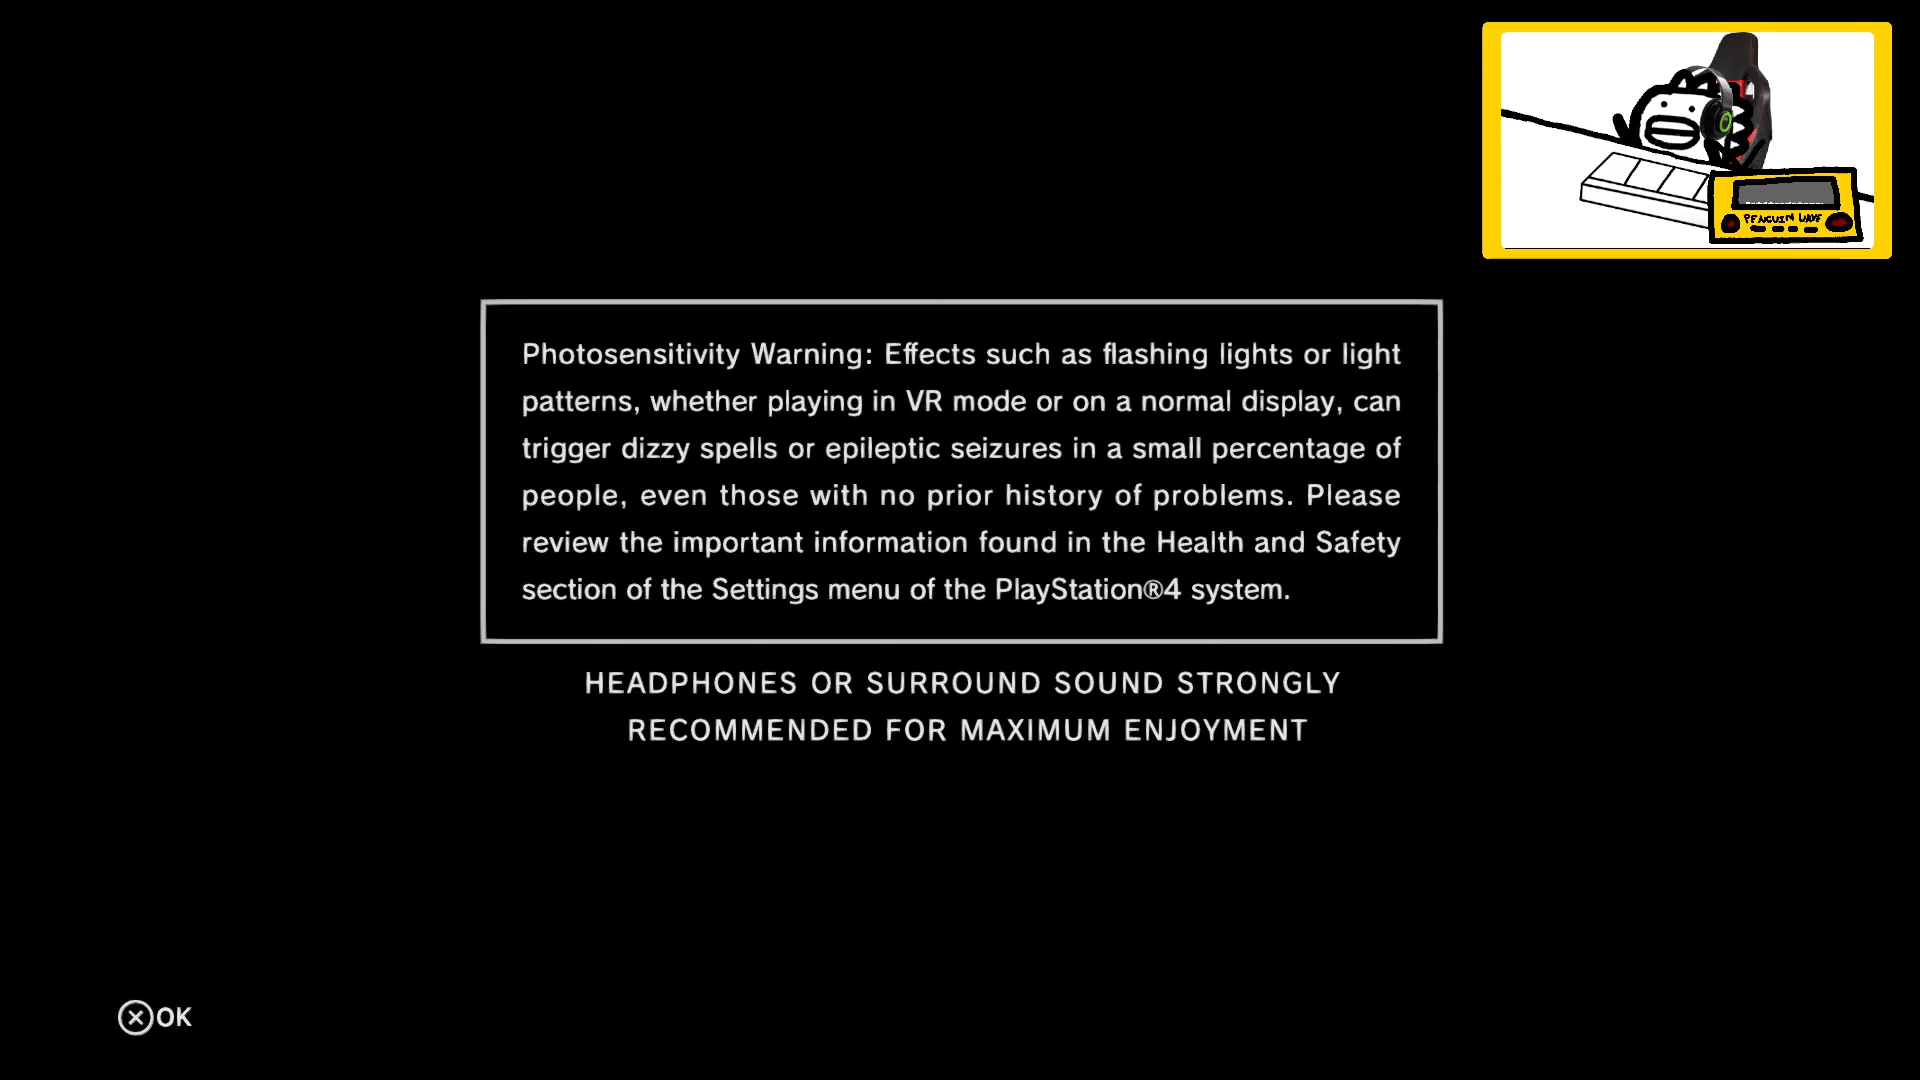 PENGUIN WAVE
Photosensitivity Warning: Effects such as flashing lights or light
patterns, whether playing in VR mode or on a normal display, can
trigger dizzy spells or epileptic seizures in a small percentage of
people, even those with no prior history of problems. Please
review the important information found in the Health and Safety
section of the Settings menu of the PlayStation®4 system.
HEADPHONES OR SURROUND SOUND STRONGLY
RECOMMENDED FOR MAXIMUM ENJOYMENT
OK